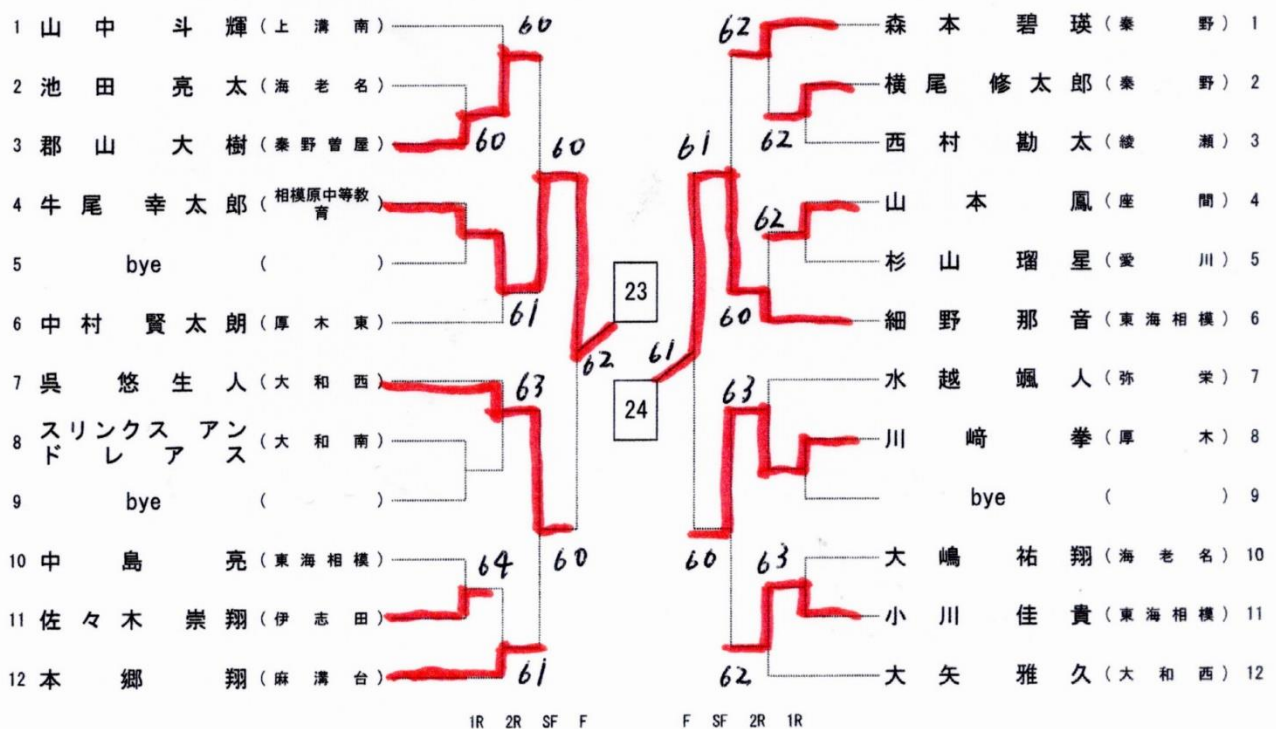 1 山中斗輝 (上溝南)
2 池田亮太 (海老名)
3 郡山大樹 (秦野曽屋)
4 牛尾幸太郎 (相模原中等教育)
5 bye ( )
6 中村賢太朗 (厚木東)
7 呉悠生人 (大和西)
8 スリンクス アンドレアス (大和南)
9 bye ( )
10 中島亮 (東海相模)
11 佐々木崇翔 (伊志田)
12 本郷翔 (麻溝台)
60
60
60
61
62
63
60
64
61
23
24
62
62
61
62
60
61
63
60
63
62
森本碧瑛 (秦野) 1
横尾修太郎 (秦野) 2
西村勘太 (綾瀬) 3
山本鳳 (座間) 4
杉山瑠星 (愛川) 5
細野那音 (東海相模) 6
水越颯人 (弥栄) 7
川﨑拳 (厚木) 8
bye ( ) 9
大嶋祐翔 (海老名) 10
小川佳貴 (東海相模) 11
大矢雅久 (大和西) 12
1R 2R SF F
F SF 2R 1R